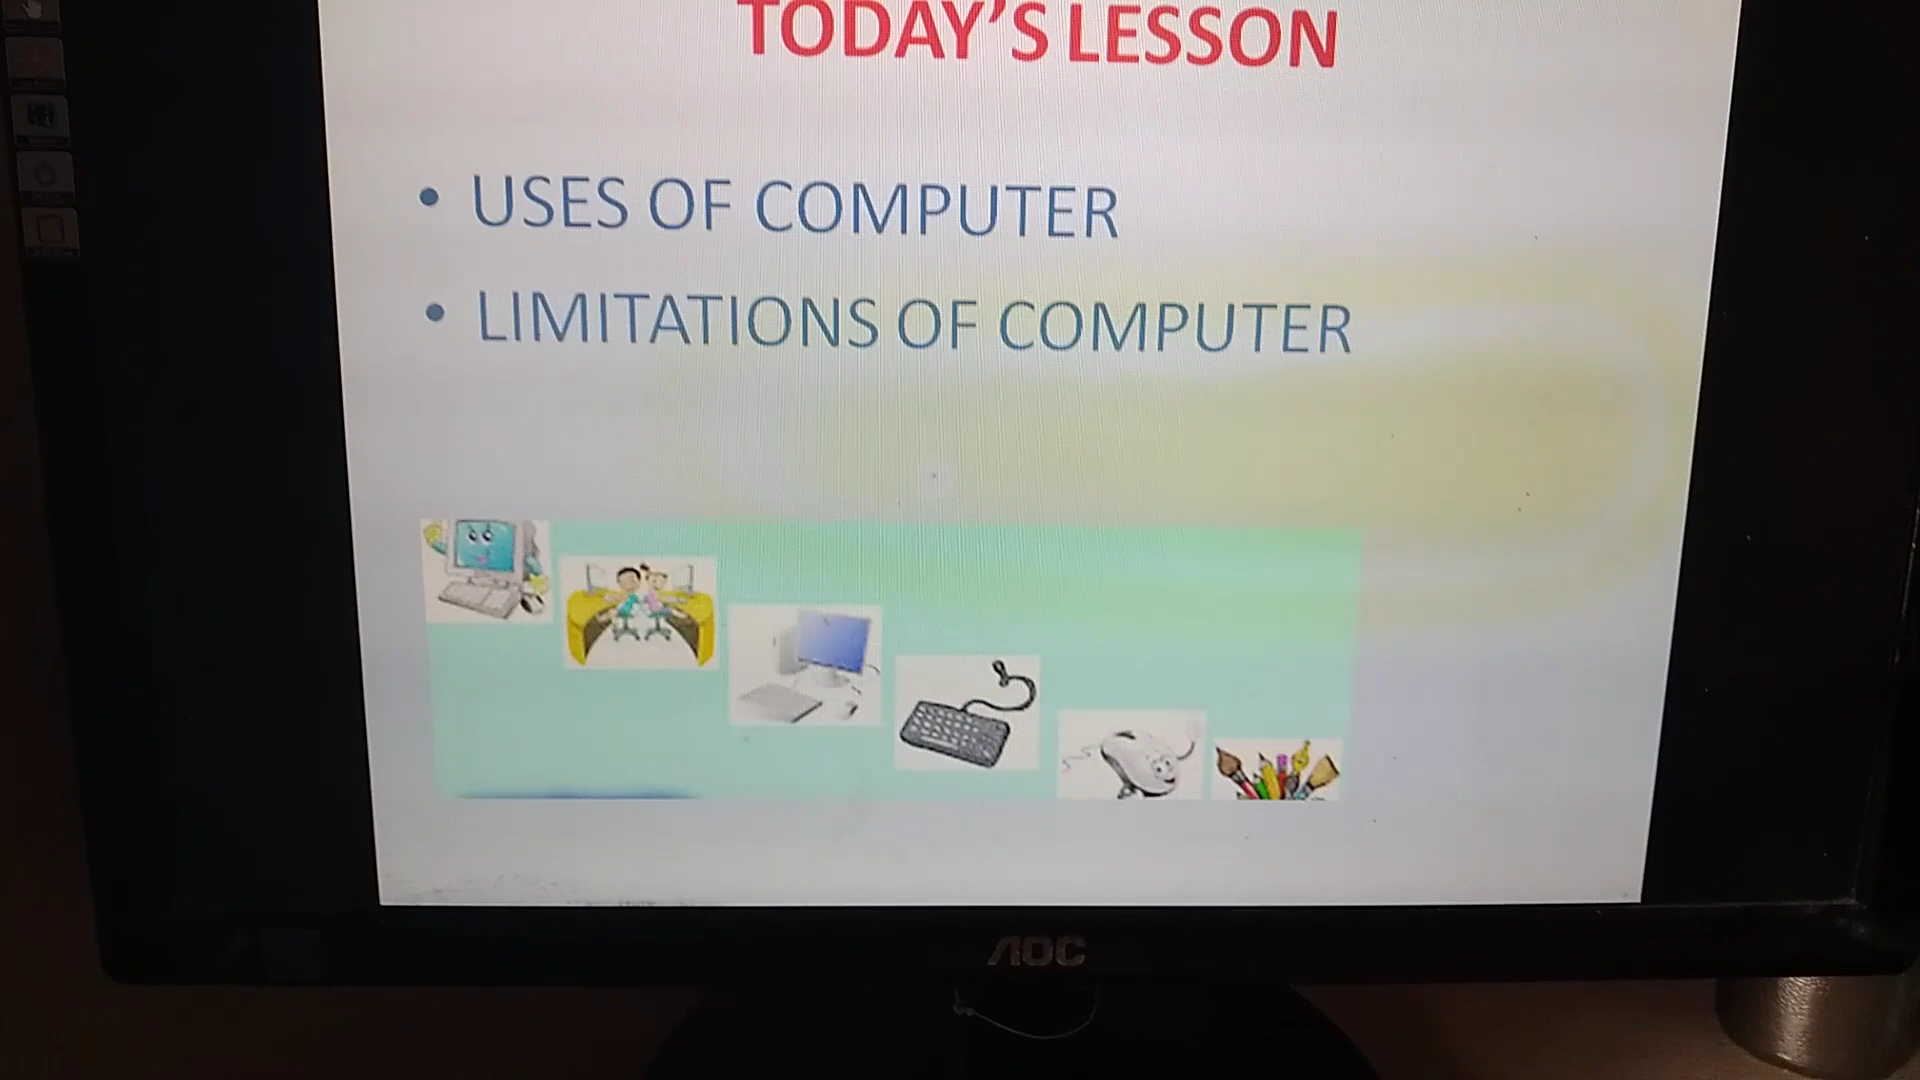 TODAY'S LESSON
• USES OF COMPUTER
• LIMITATIONS OF COMPUTER
AOC